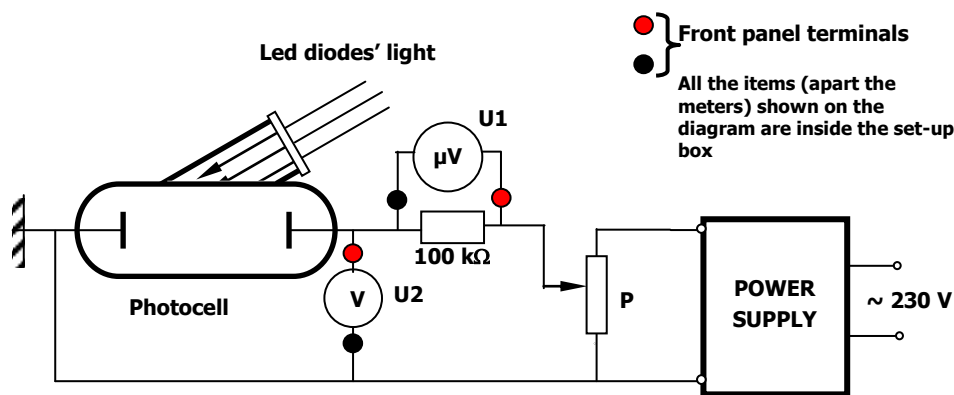 Front panel terminals
Led diodes' light
All the items (apart the
meters) shown on the
diagram are inside the set-up
box
U1
µV
100 kΩ
Photocell
V
U2
P
POWER
SUPPLY
~ 230 V